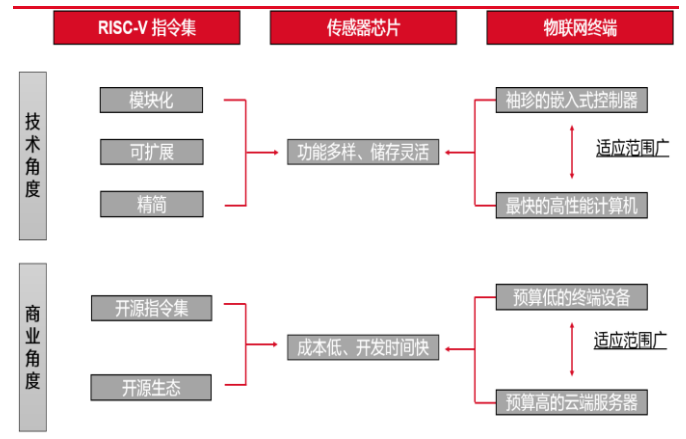 RISC-V 指令集
传感器芯片
物联网终端
技术角度
模块化
可扩展
精简
功能多样、储存灵活
袖珍的嵌入式控制器
适应范围广
最快的高性能计算机
商业角度
开源指令集
开源生态
成本低、开发时间快
预算低的终端设备
适应范围广
预算高的云端服务器